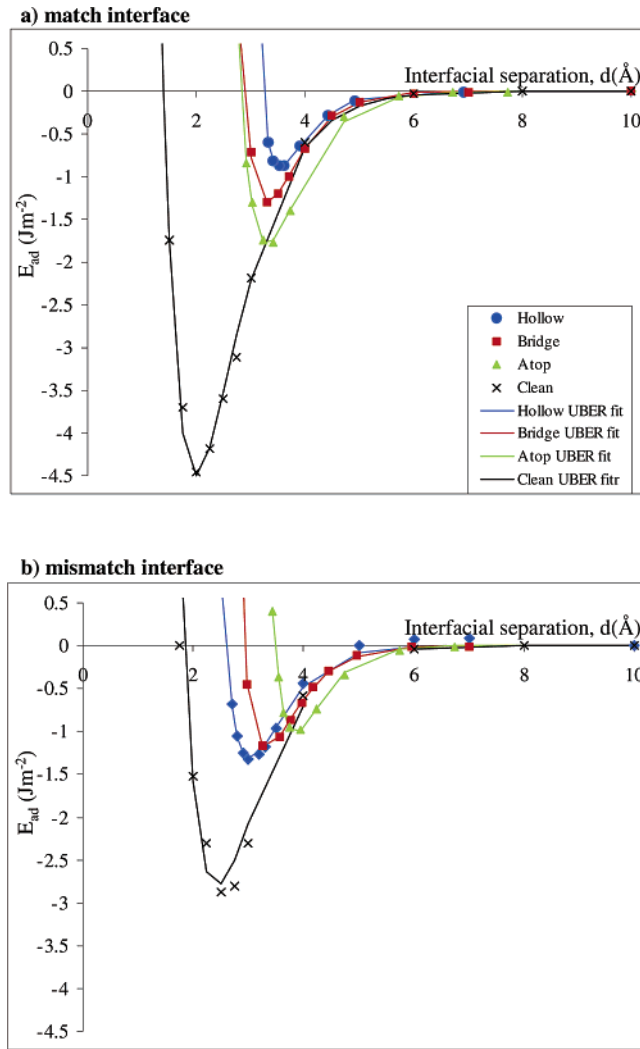 a) match interface
Interfacial separation, d(Å)
0.5
0
-0.5
-1
-1.5
-2
-2.5
-3
-3.5
-4
-4.5
0 2 4 6 8 10
E_ad (Jm⁻²)
Hollow
Bridge
Atop
Clean
Hollow UBER fit
Bridge UBER fit
Atop UBER fit
Clean UBER fitr
b) mismatch interface
Interfacial separation, d(Å)
0.5
0
-0.5
-1
-1.5
-2
-2.5
-3
-3.5
-4
-4.5
0 2 4 6 8 10
E_ad (Jm⁻²)